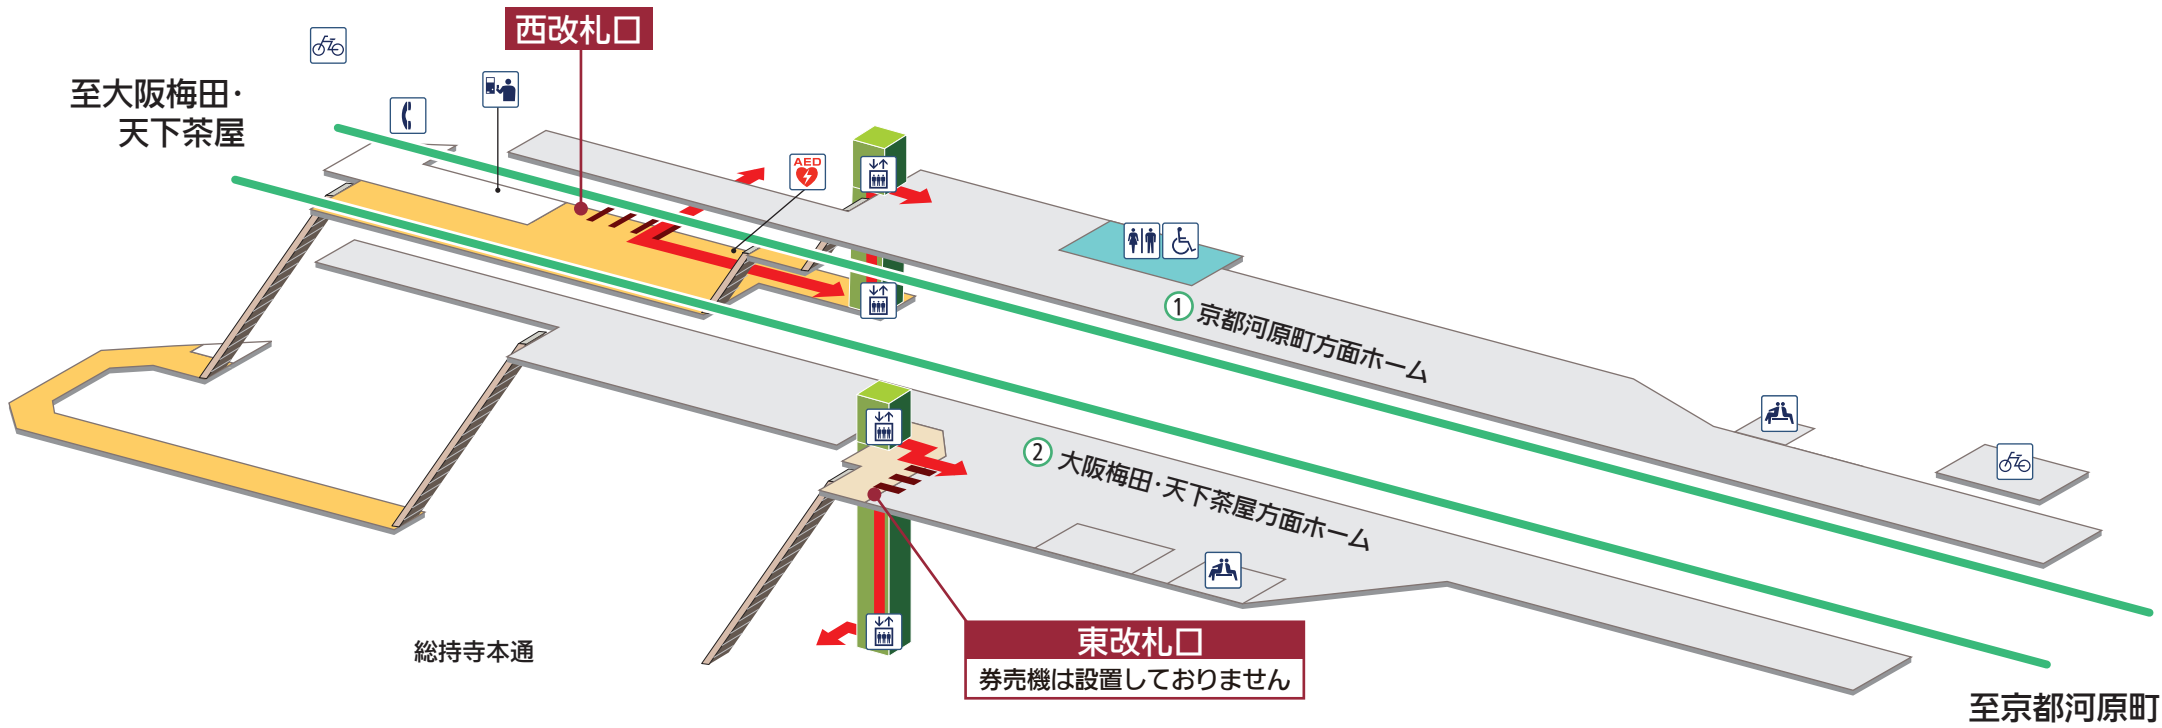 西改札口
至大阪梅田・
天下茶屋
AED
① 京都河原町方面ホーム
② 大阪梅田・天下茶屋方面ホーム
東改札口
券売機は設置しておりません
総持寺本通
至京都河原町